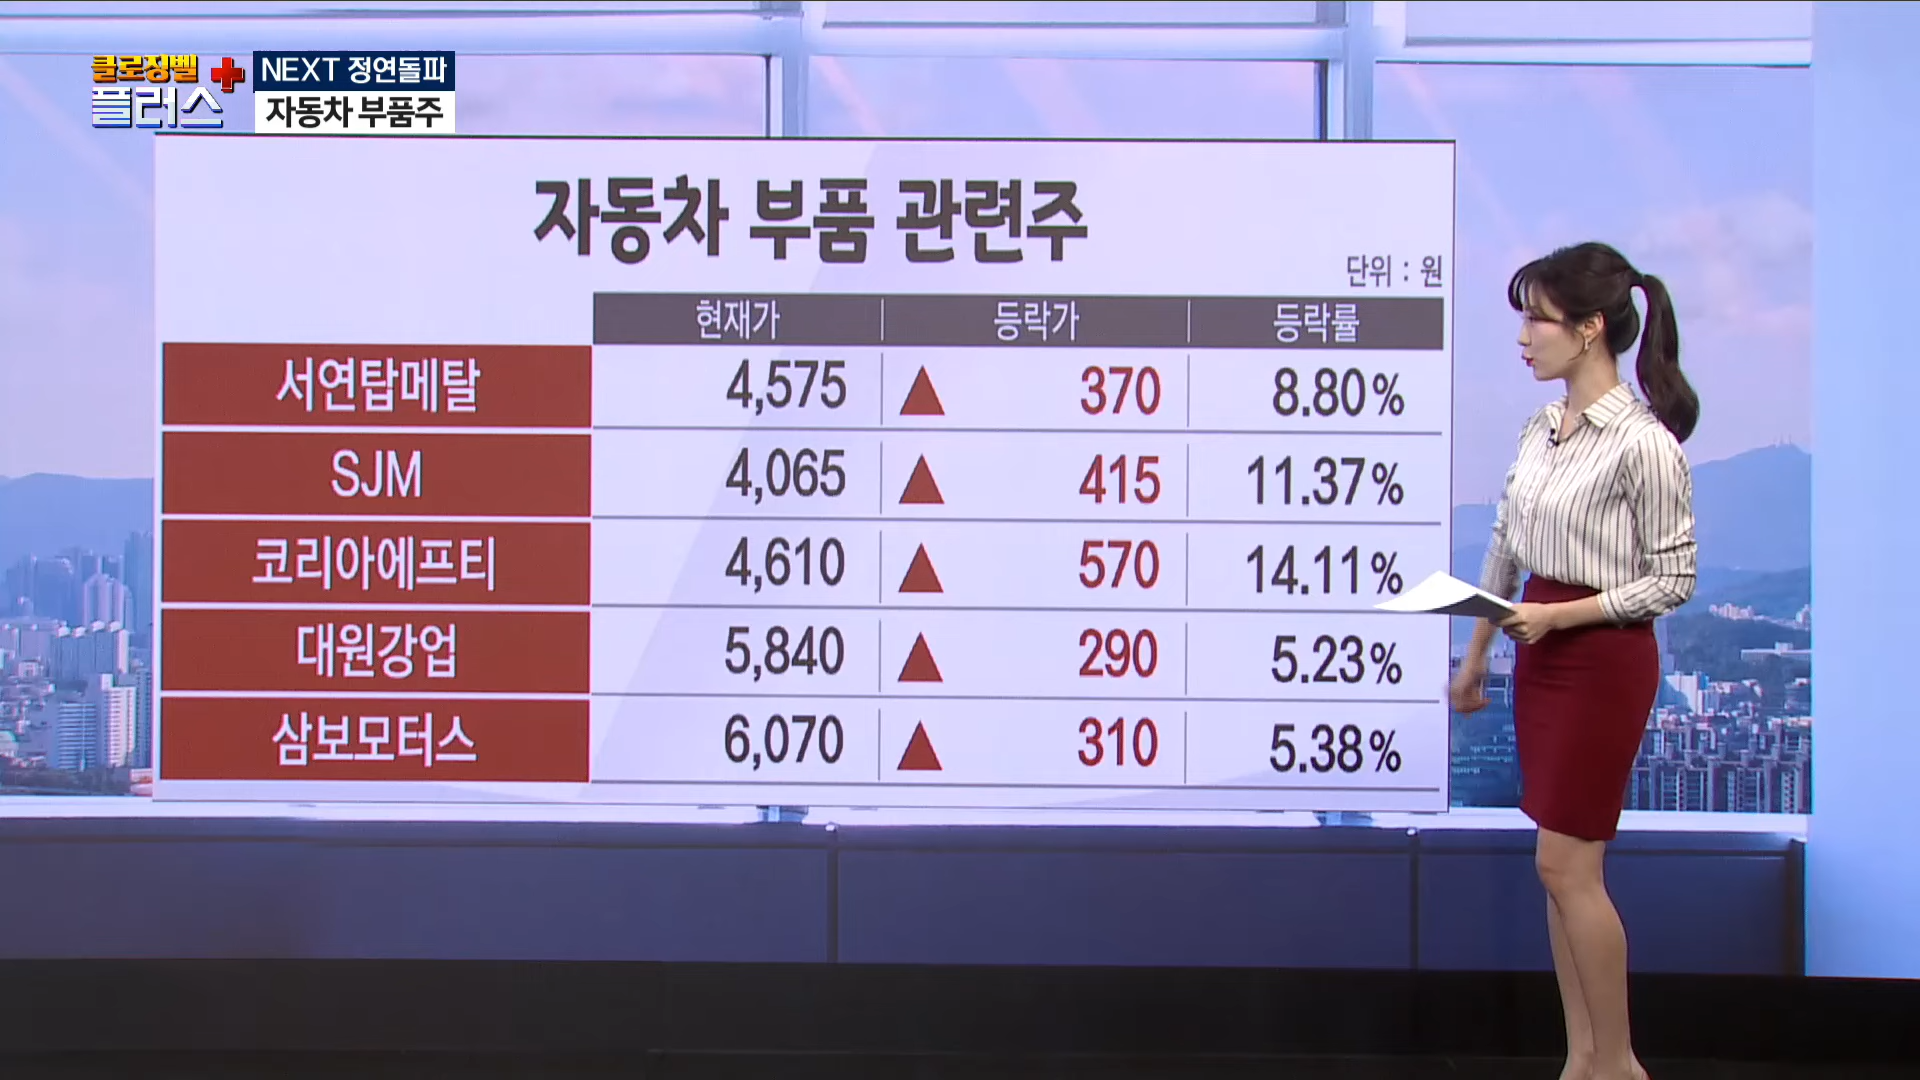 클로징벨
플러스
NEXT 정연돌파
자동차 부품주
자동차 부품 관련주
단위 : 원
현재가 등락가 등락률
서연탑메탈 4,575 ▲ 370 8.80%
SJM 4,065 ▲ 415 11.37%
코리아에프티 4,610 ▲ 570 14.11%
대원강업 5,840 ▲ 290 5.23%
삼보모터스 6,070 ▲ 310 5.38%